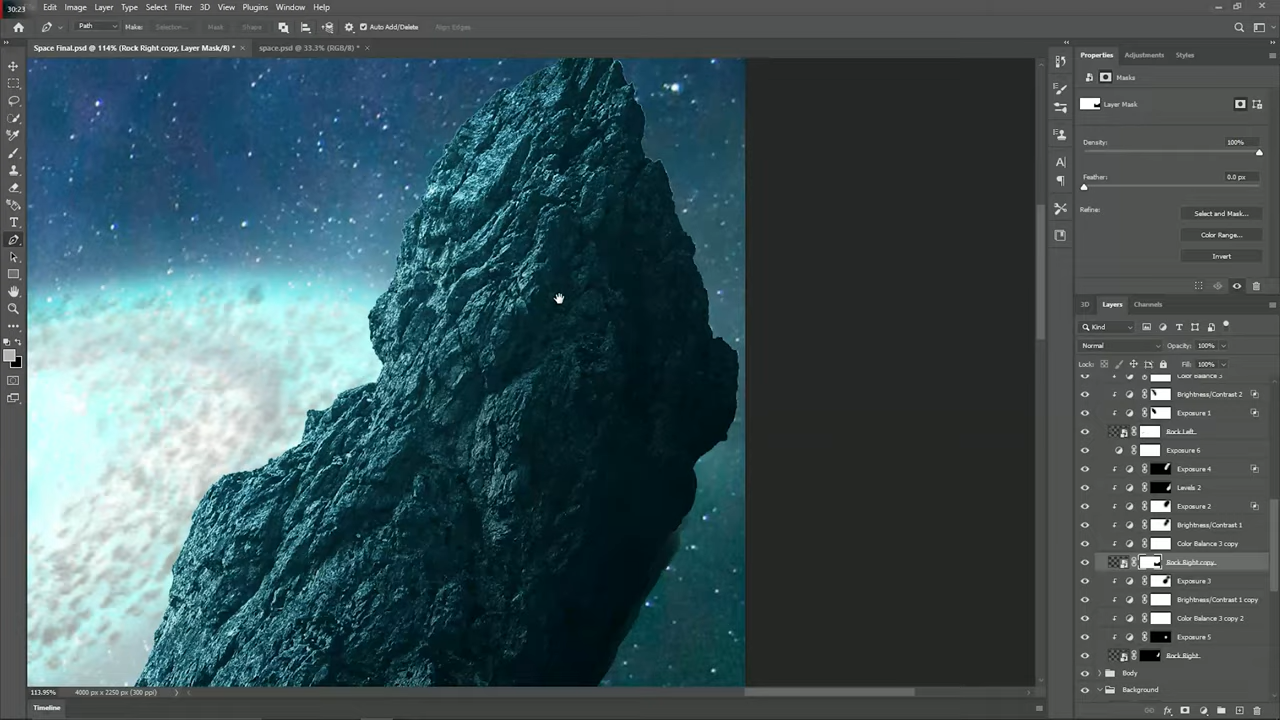 30:23
Edit Image Layer Type Select Filter 3D View Plugins Window Help
Path Make: Selection... Mask Shape Auto Add/Delete Align Edges
Space Final.psd @ 114% (Rock Right copy, Layer Mask/8) * × space.psd @ 33.3% (RGB/8) * ×
Properties Adjustments Styles
Masks
Layer Mask
Density: 100%
Feather: 0.0 px
Refine: Select and Mask...
Color Range...
Invert
3D Layers Channels
Kind
Normal Opacity: 100%
Lock: Fill: 100%
Color Balance 3
Brightness/Contrast 2
Exposure 1
Rock Left
Exposure 6
Exposure 4
Levels 2
Exposure 2
Brightness/Contrast 1
Color Balance 3 copy
Rock Right copy
Exposure 3
Brightness/Contrast 1 copy
Color Balance 3 copy 2
Exposure 5
Rock Right
Body
Background
113.95% 4000 px x 2250 px (300 ppi)
Timeline